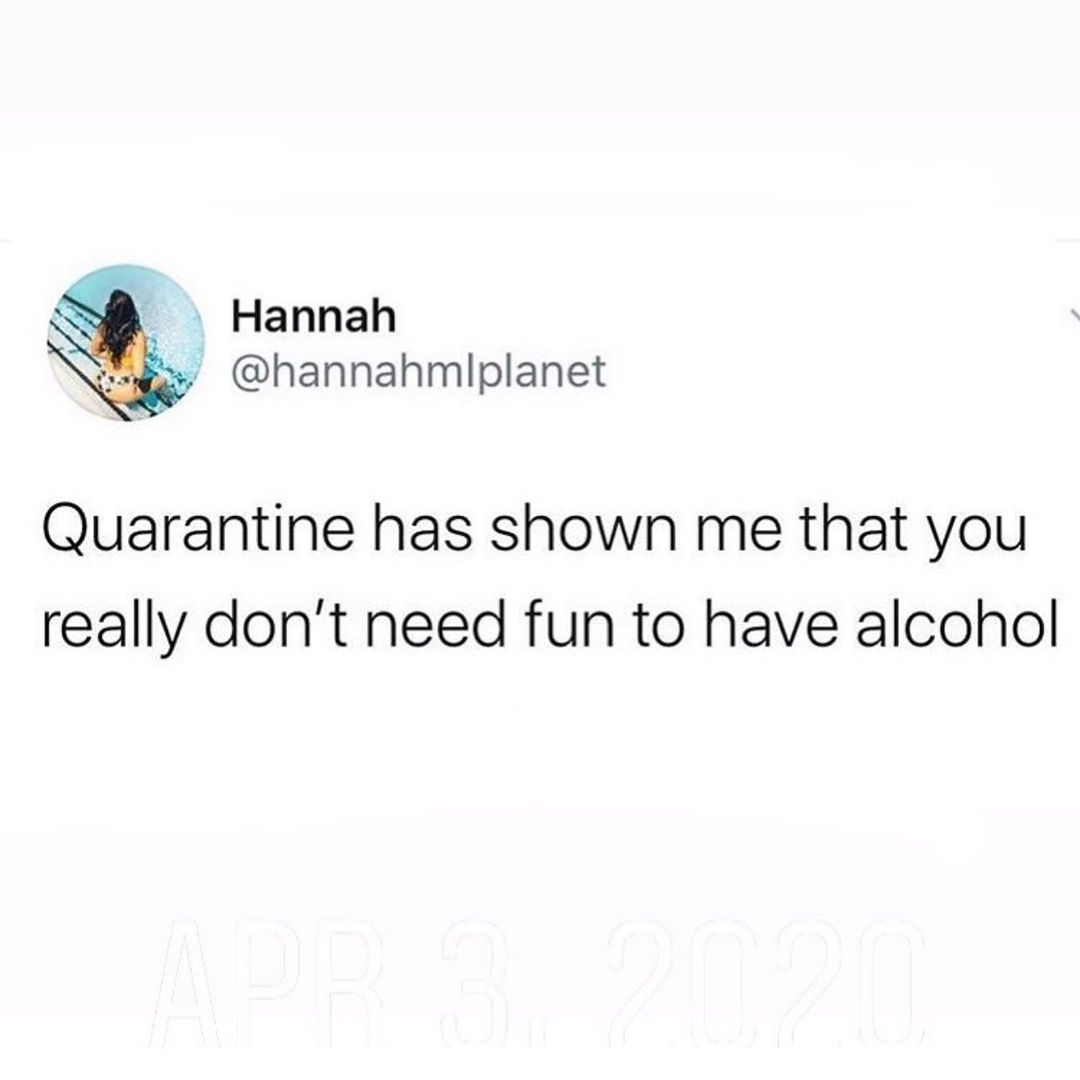 Hannah
@hannahmlplanet
Quarantine has shown me that you
really don't need fun to have alcohol
APR 3, 2020